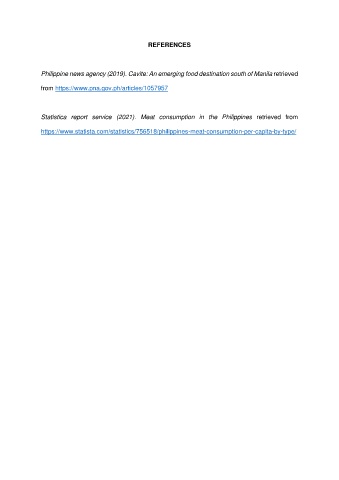 REFERENCES
Philippine news agency (2019). Cavite: An emerging food destination south of Manila retrieved
from https://www.pna.gov.ph/articles/1057957
Statistica report service (2021). Meat consumption in the Philippines retrieved from
https://www.statista.com/statistics/756518/philippines-meat-consumption-per-capita-by-type/